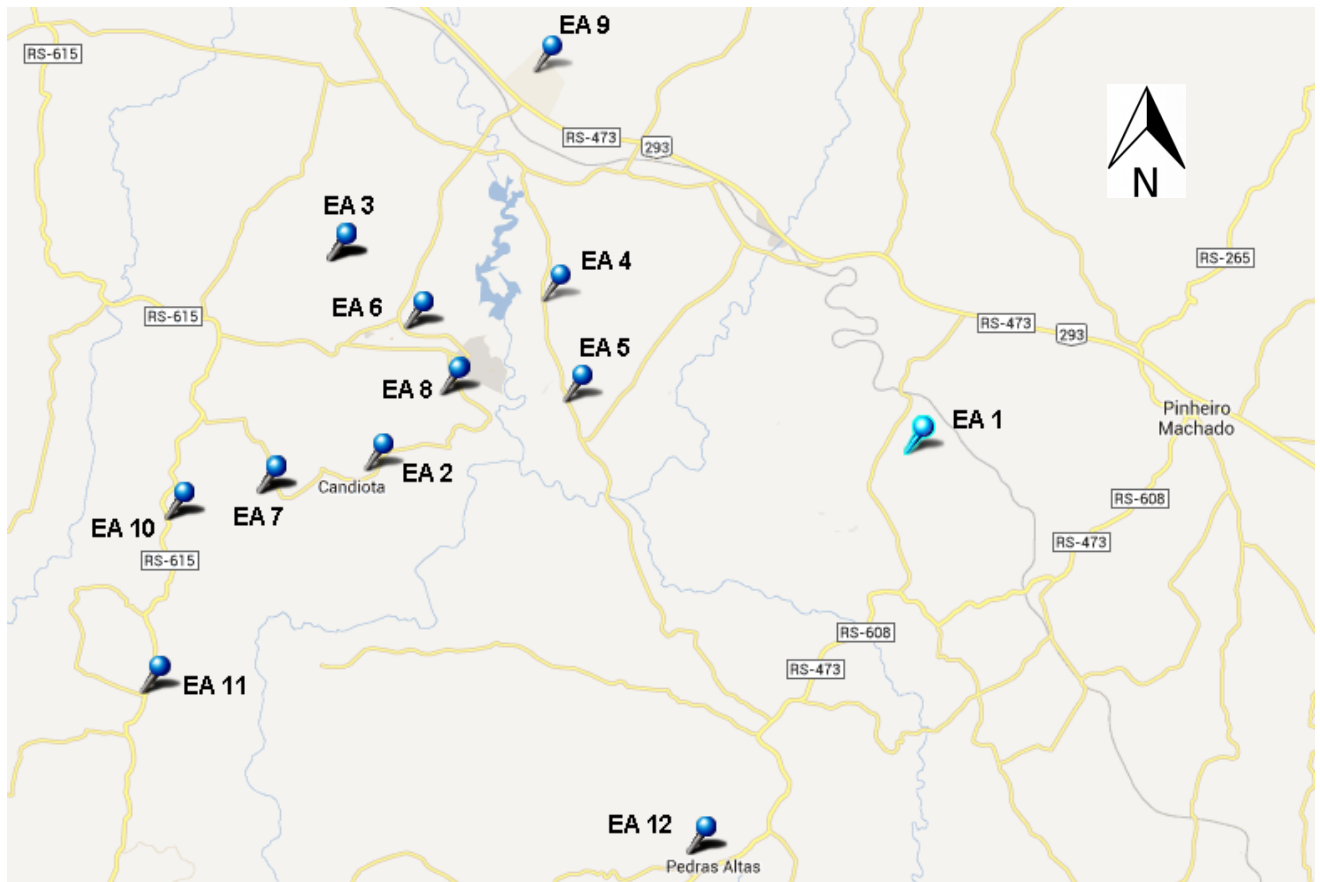 EA 9
RS-615
RS-473
293
N
EA 3
RS-265
EA 4
EA 6
RS-615
RS-473
293
EA 5
EA 8
Pinheiro
Machado
EA 1
EA 2
Candiota
RS-608
EA 7
EA 10
RS-473
RS-615
RS-608
RS-473
EA 11
EA 12
Pedras Altas